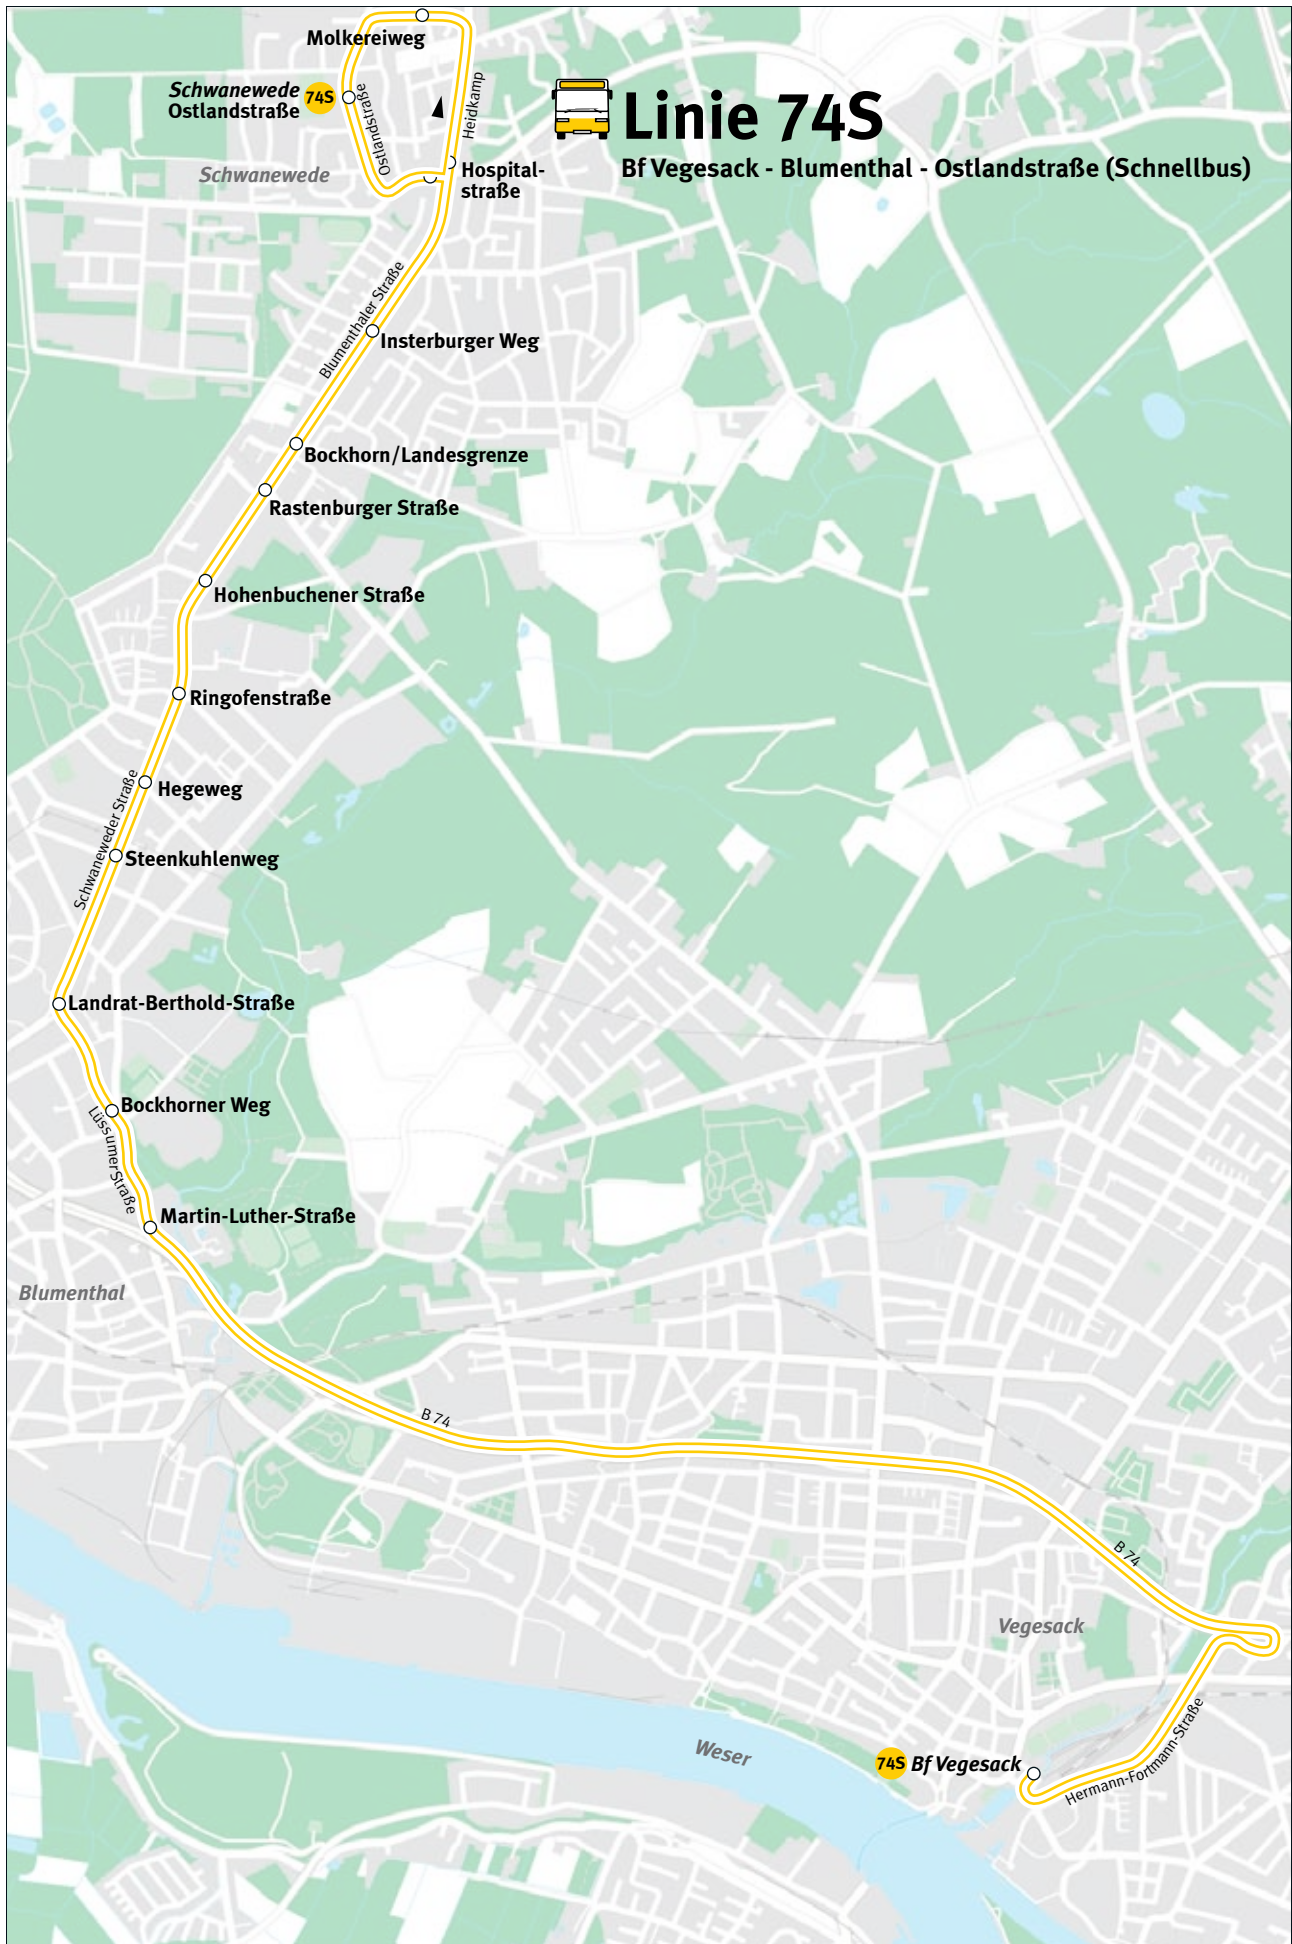 Molkereiweg
Schwanewede
Ostlandstraße
74S
Ostlandstraße
Heidkamp
Linie 74S
Bf Vegesack - Blumenthal - Ostlandstraße (Schnellbus)
Schwanewede
Hospital-
straße
Blumenthaler Straße
Insterburger Weg
Bockhorn/Landesgrenze
Rastenburger Straße
Hohenbuchener Straße
Ringofenstraße
Hegeweg
Schwaneweder Straße
Steenkuhlenweg
Landrat-Berthold-Straße
Bockhorner Weg
Lüssumer Straße
Martin-Luther-Straße
Blumenthal
B 74
B 74
Vegesack
Weser
74S Bf Vegesack
Hermann-Fortmann-Straße